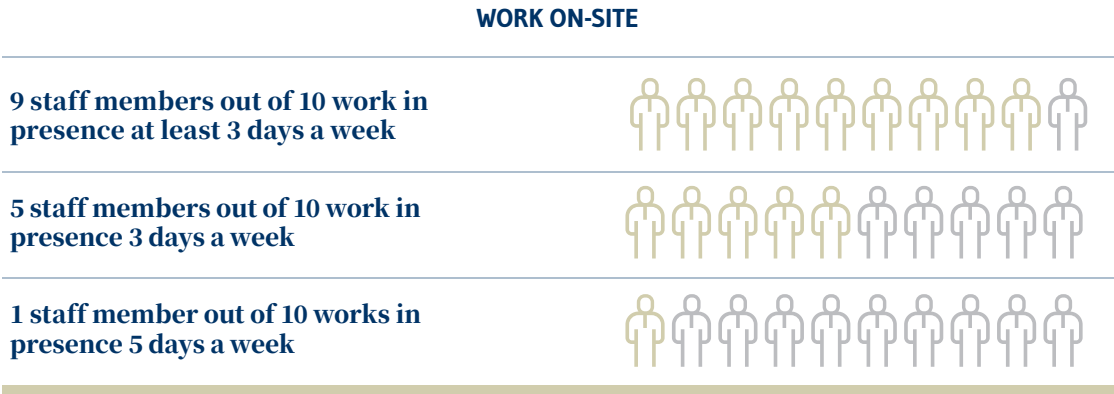 WORK ON-SITE
9 staff members out of 10 work in
presence at least 3 days a week
5 staff members out of 10 work in
presence 3 days a week
1 staff member out of 10 works in
presence 5 days a week